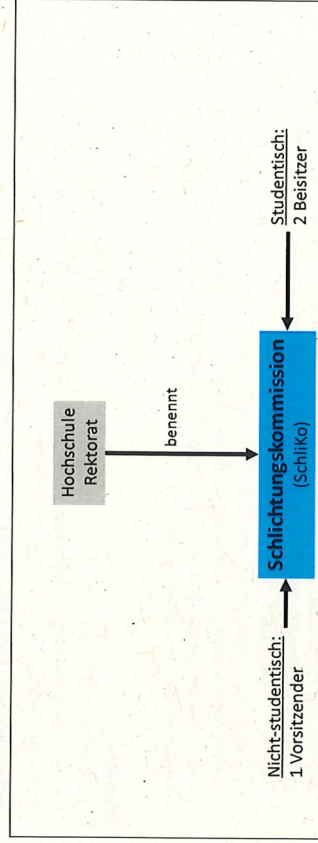 Hochschule
Rektorat
benennt
Nicht-studentisch:
1 Vorsitzender
Schlichtungskommission
(SchliKo)
Studentisch:
2 Beisitzer